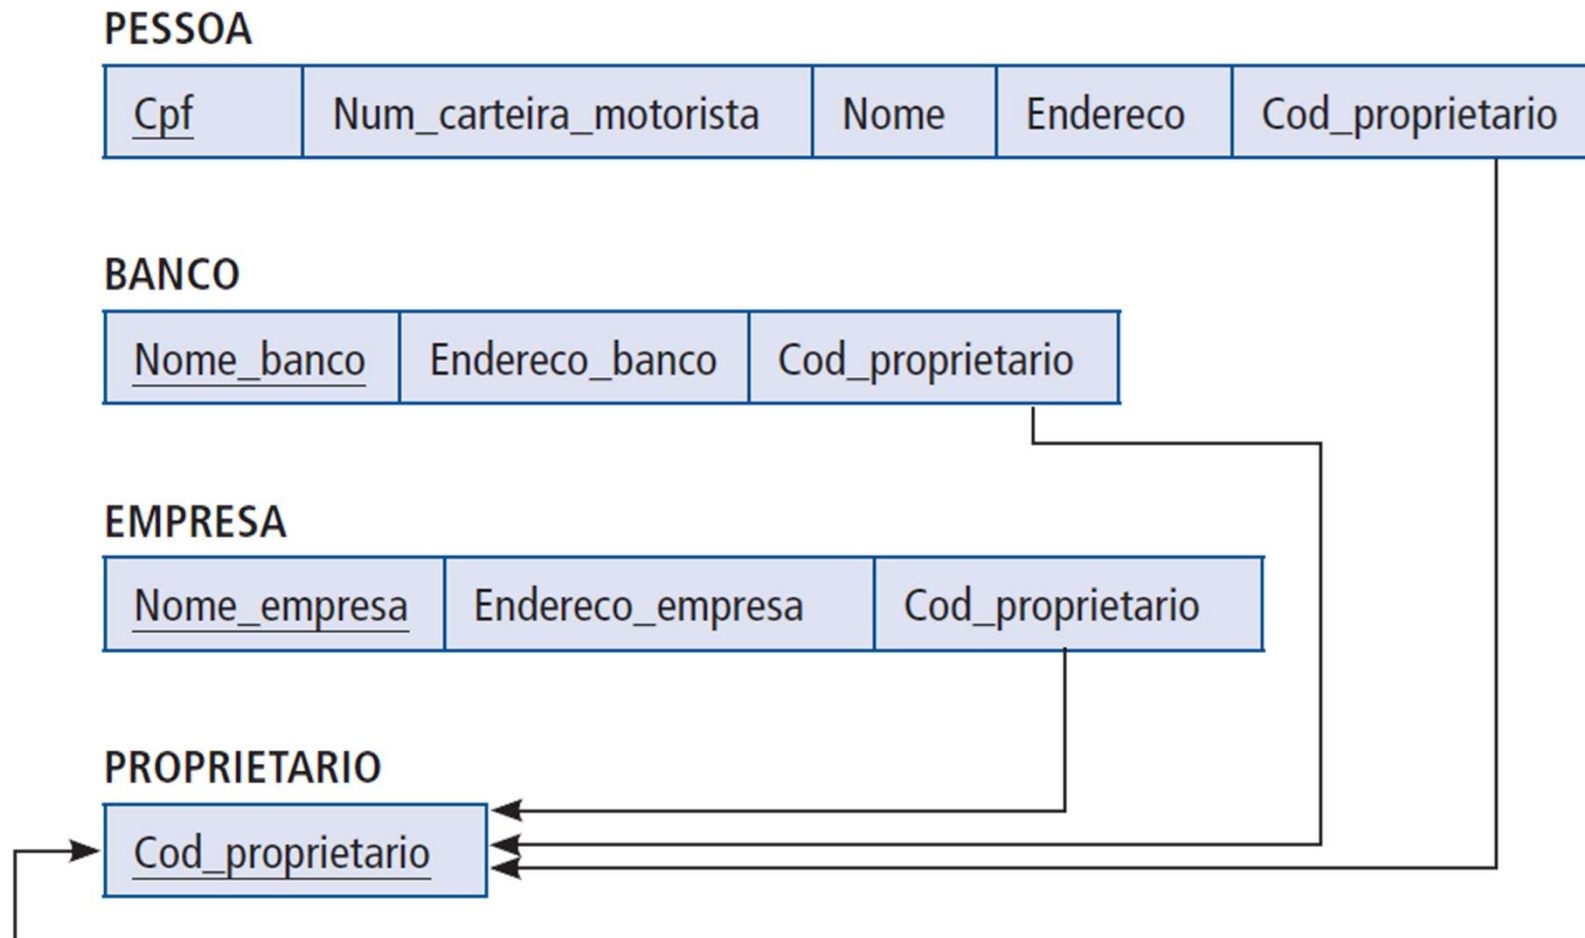 PESSOA
Cpf Num_carteira_motorista Nome Endereco Cod_proprietario
BANCO
Nome_banco Endereco_banco Cod_proprietario
EMPRESA
Nome_empresa Endereco_empresa Cod_proprietario
PROPRIETARIO
Cod_proprietario